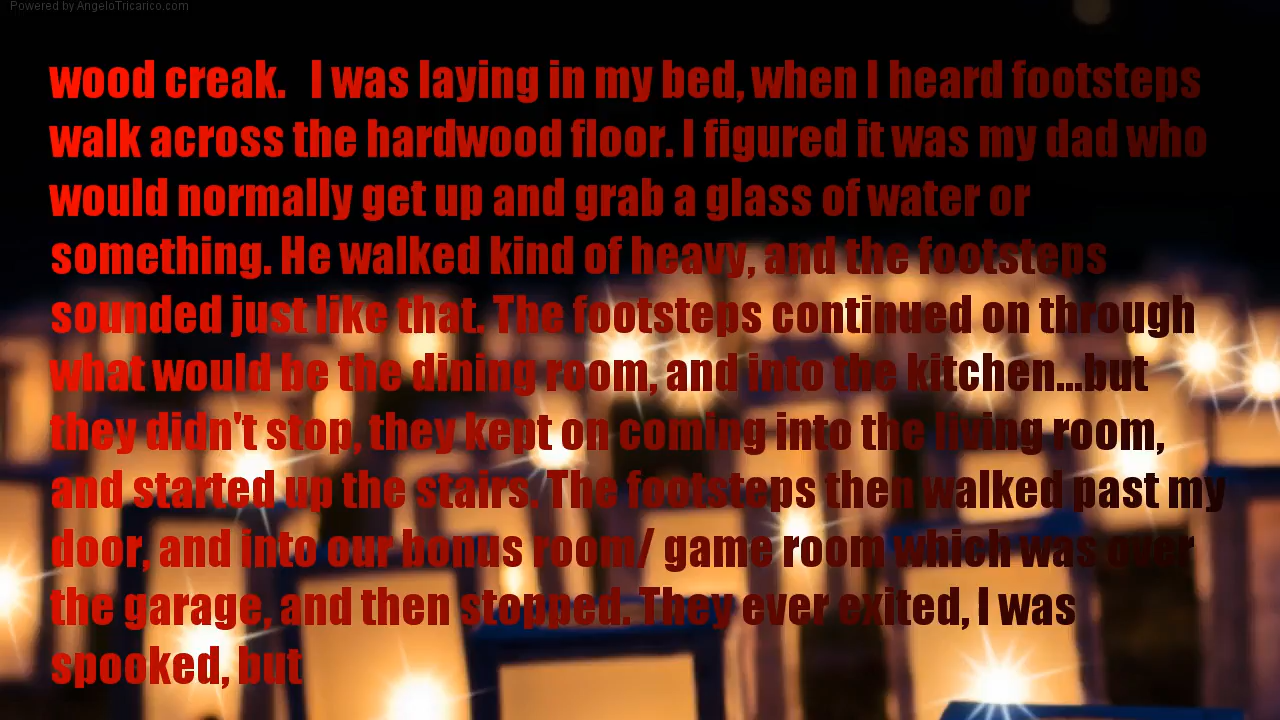 Powered by AngeloTricarico.com
wood creak.   I was laying in my bed, when I heard footsteps
walk across the hardwood floor. I figured it was my dad who
would normally get up and grab a glass of water or
something. He walked kind of heavy, and the footsteps
sounded just like that. The footsteps continued on through
what would be the dining room, and into the kitchen...but
they didn't stop, they kept on coming into the living room,
and started up the stairs. The footsteps then walked past my
door, and into our bonus room/ game room which was over
the garage, and then stopped. They ever exited, I was
spooked, but